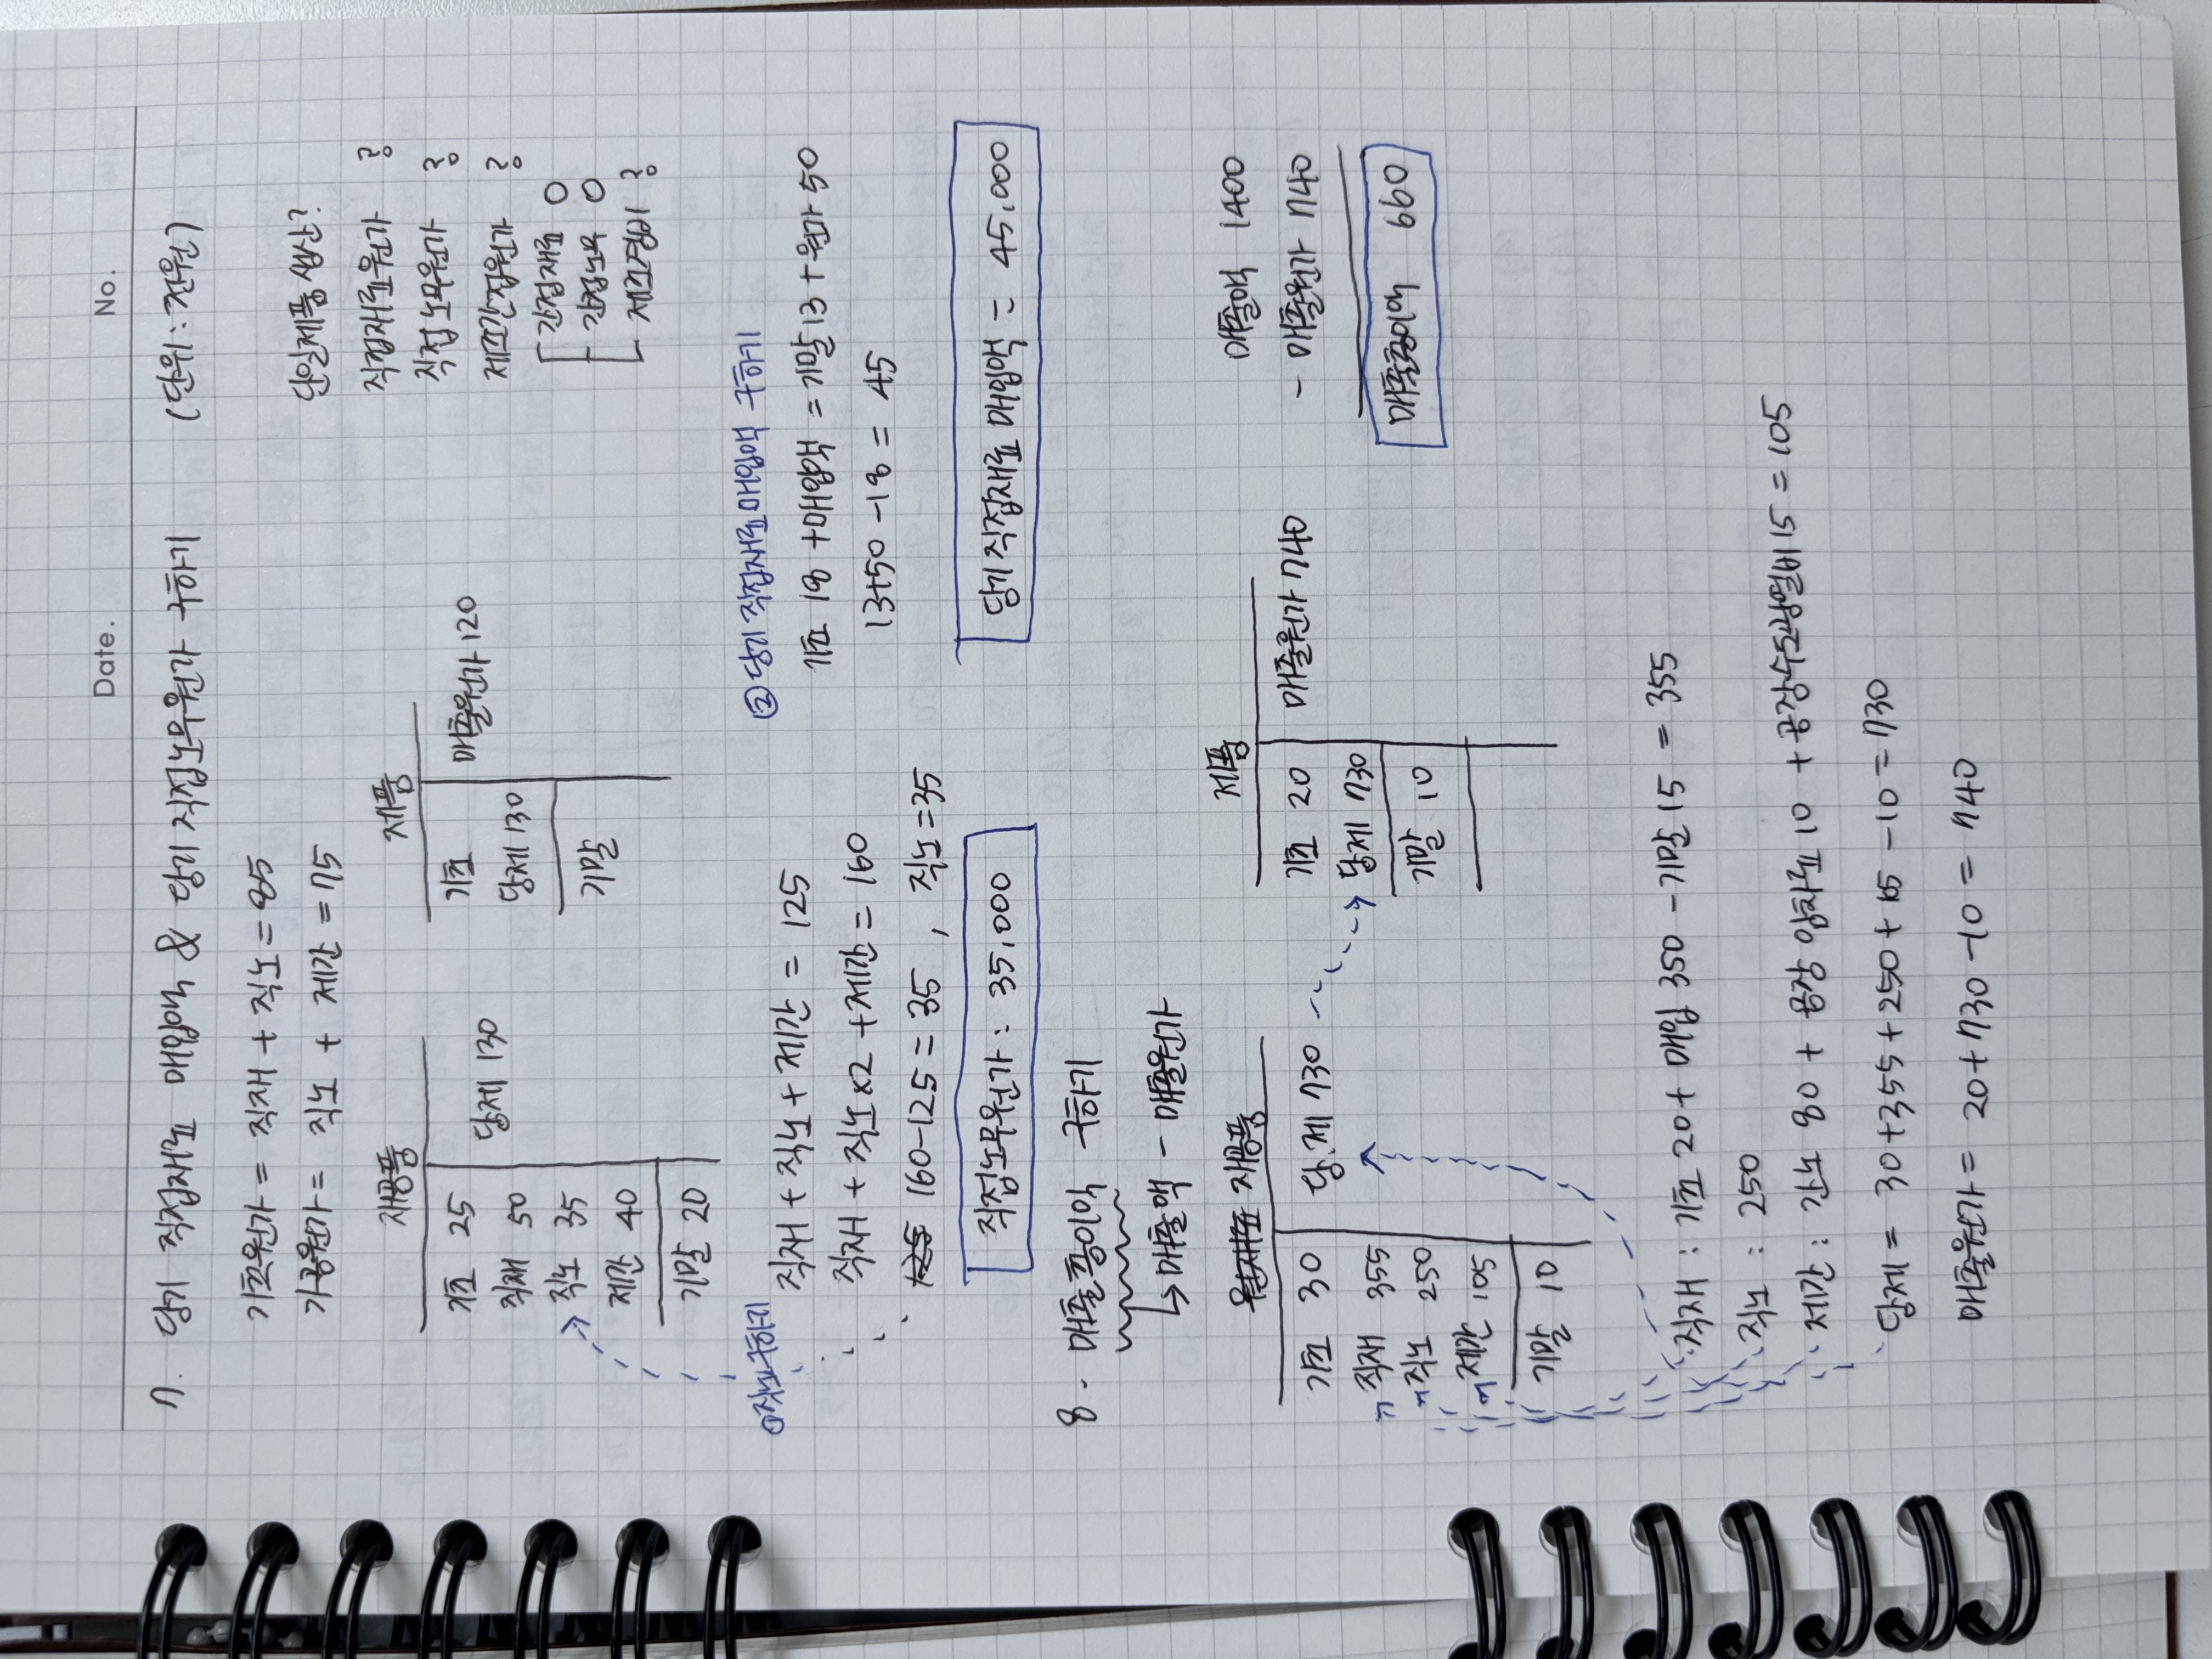 Date. No.
7. 당기 직접재료 매입액 & 당기 직접노무원가 구하기 (단위: 천원)
기초원가 = 직재 + 직노 = 85
가공원가 = 직노 + 제간 = 75
단일제품 생산?
직접재료원가 ?
직접노무원가 ?
제조간접원가 ?
간접재료 O
간접노무 O
제조경비 ?
재공품
기초 25
직재 50
직노 35
제간 40
기말 20
당제 130
제품
기초
당제 130
기말
매출원가 120
① 직노 구하기
직재 + 직노 + 제간 = 125
직재 + 직노×2 + 제간 = 160
125 160-125 = 35 , 직노 = 35
직접노무원가 : 35,000
② 당기 직접재료 매입액 구하기
기초 18 + 매입액 = 기말 13 + 원가 50
13+50-18 = 45
당기 직접재료 매입액 = 45,000
8. 매출총이익 구하기
→ 매출액 - 매출원가
원재료 재공품
기초 30
직재 355
직노 250
제간 105
기말 10
당.제 730
제품
기초 20
당제 730
기말 10
매출원가 740
매출액 1400
- 매출원가 740
매출총이익 660
직재 : 기초 20 + 매입 350 - 기말 15 = 355
직노 : 250
제간 : 간노 80 + 공장 임차료 10 + 공장수도광열비 15 = 105
당제 = 30+355+250+105-10 = 730
매출원가 = 20+730-10 = 740